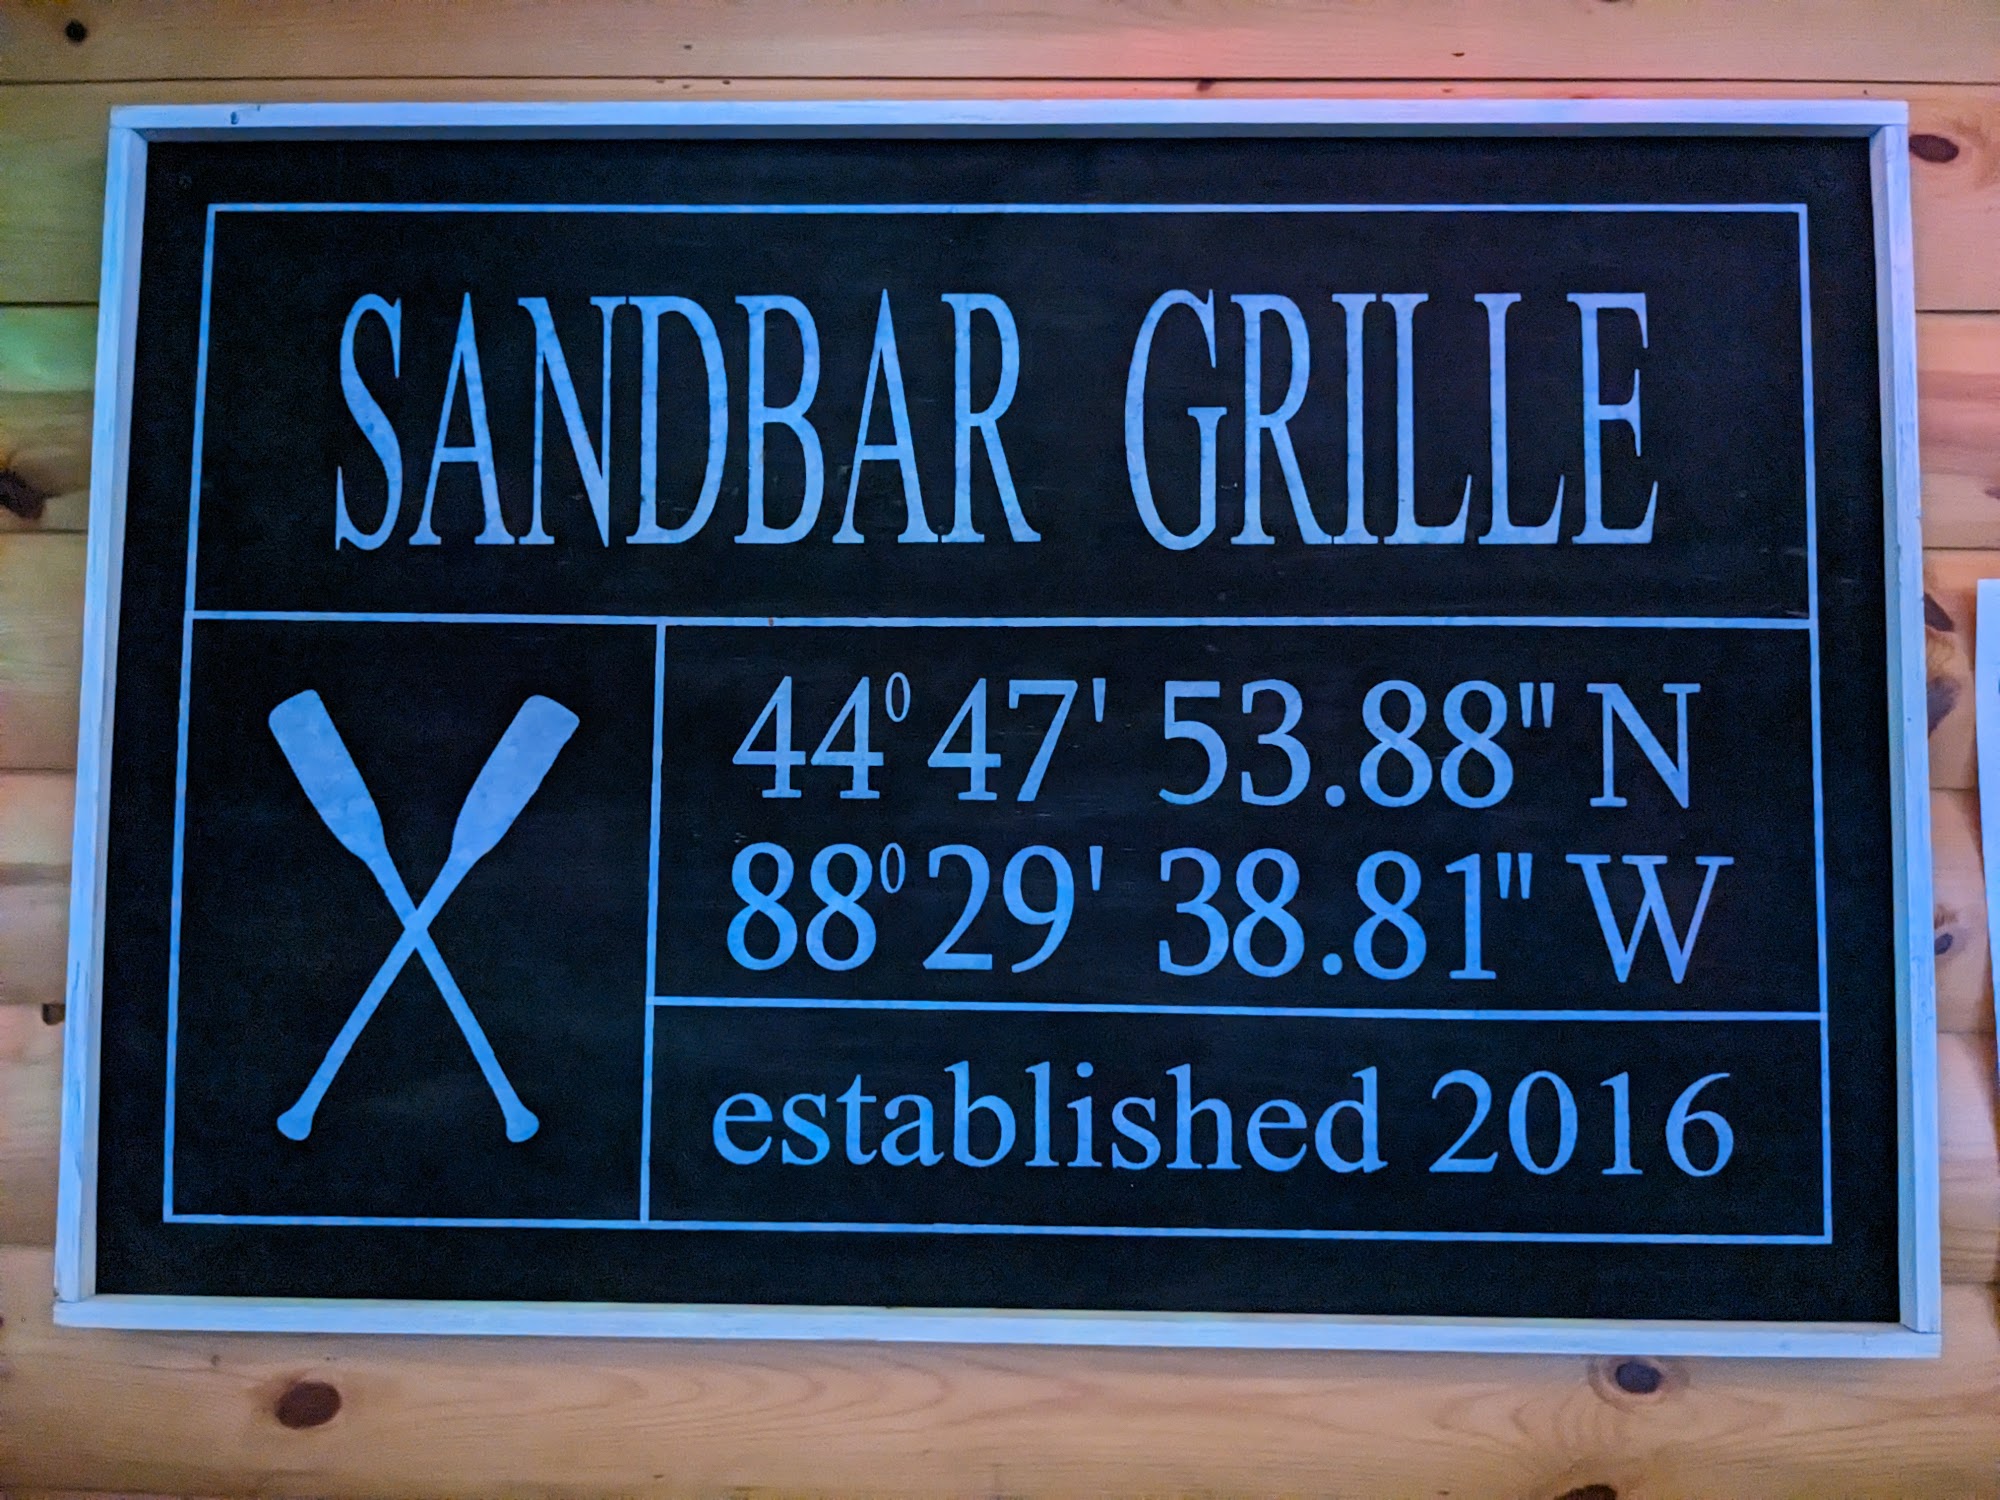 SANDBAR GRILLE
44⁰ 47' 53.88" N
88⁰ 29' 38.81" W
established 2016